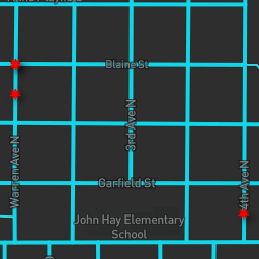 Blaine St
3rd Ave N
Warren Ave N
Garfield St
4th Ave N
John Hay Elementary
School